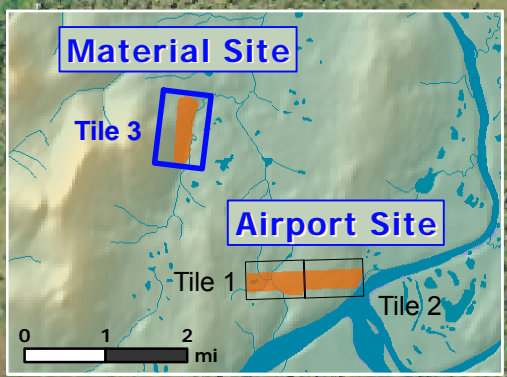 Material Site
Tile 3
Airport Site
Tile 1
Tile 2
0 1 2
mi